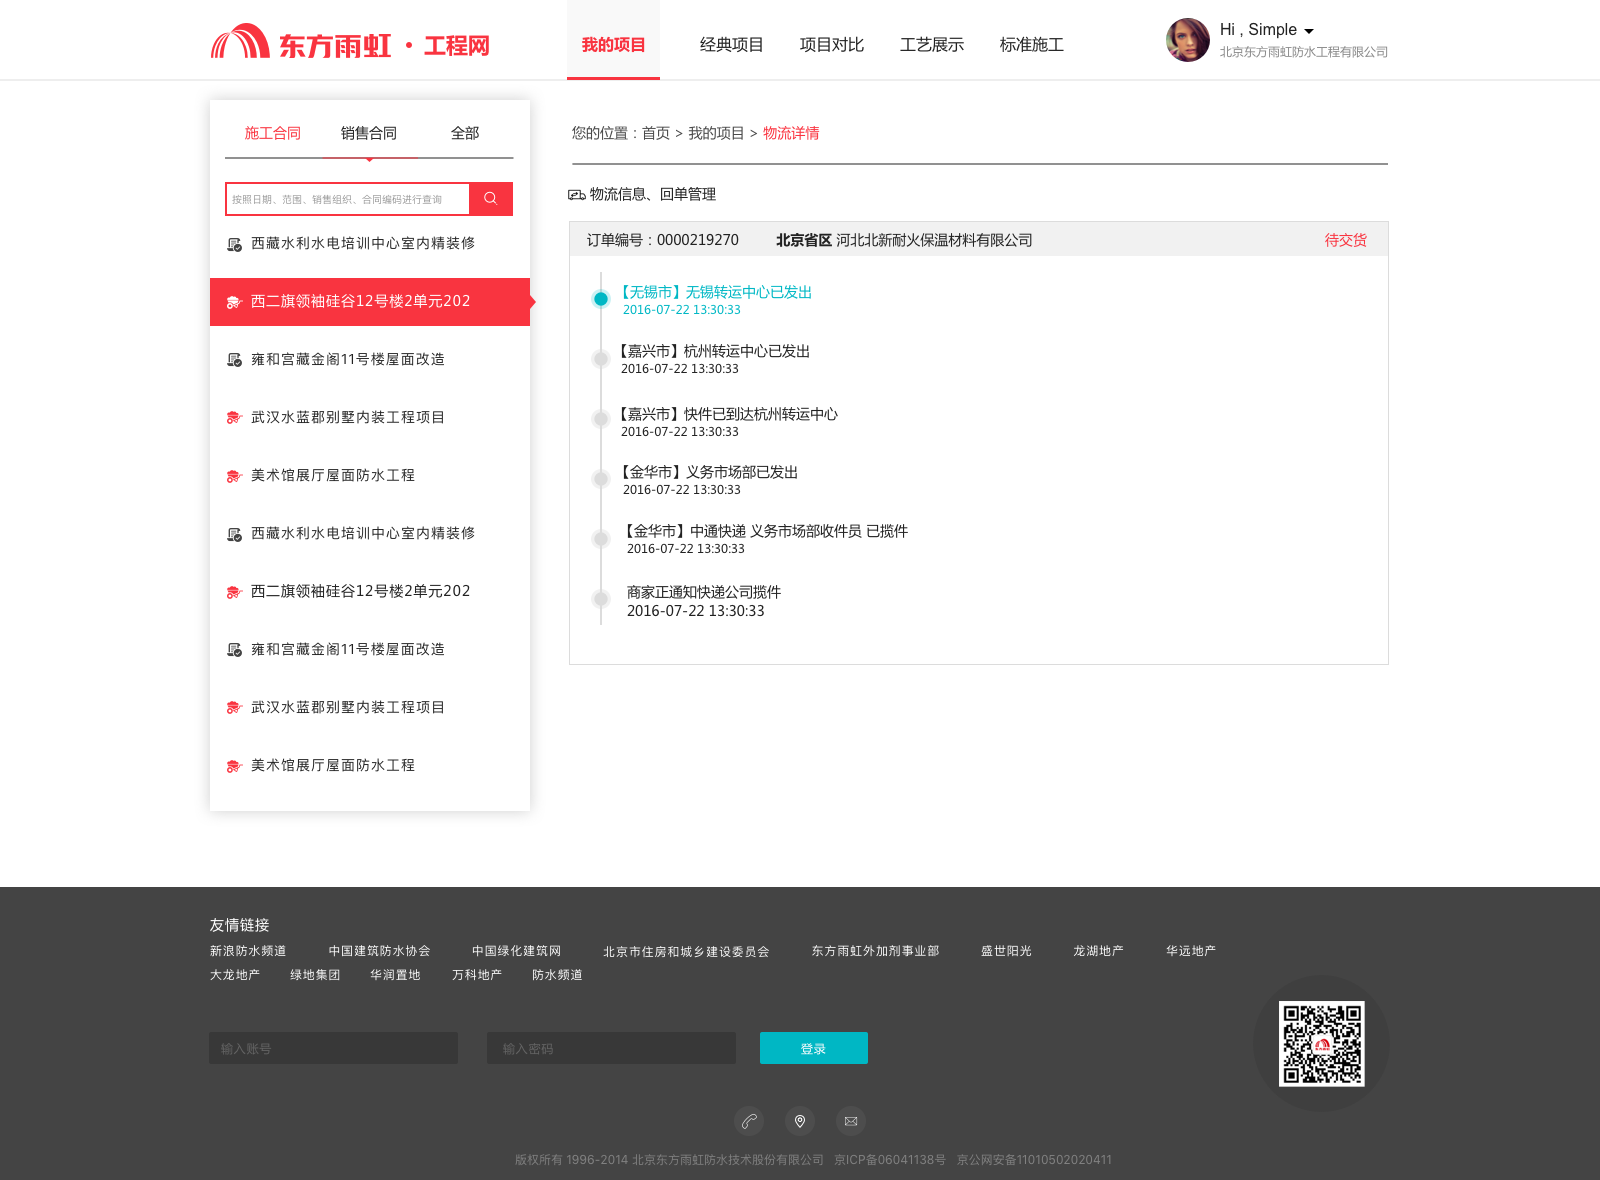 东方雨虹 · 工程网
我的项目 经典项目 项目对比 工艺展示 标准施工
Hi , Simple
北京东方雨虹防水工程有限公司
施工合同 销售合同 全部
按照日期、范围、销售组织、合同编码进行查询
西藏水利水电培训中心室内精装修
西二旗领袖硅谷12号楼2单元202
雍和宫藏金阁11号楼屋面改造
武汉水蓝郡别墅内装工程项目
美术馆展厅屋面防水工程
西藏水利水电培训中心室内精装修
西二旗领袖硅谷12号楼2单元202
雍和宫藏金阁11号楼屋面改造
武汉水蓝郡别墅内装工程项目
美术馆展厅屋面防水工程
您的位置：首页 > 我的项目 > 物流详情
物流信息、回单管理
订单编号：0000219270 北京省区 河北北新耐火保温材料有限公司 待交货
【无锡市】无锡转运中心已发出
2016-07-22 13:30:33
【嘉兴市】杭州转运中心已发出
2016-07-22 13:30:33
【嘉兴市】快件已到达杭州转运中心
2016-07-22 13:30:33
【金华市】义务市场部已发出
2016-07-22 13:30:33
【金华市】中通快递 义务市场部收件员 已揽件
2016-07-22 13:30:33
商家正通知快递公司揽件
2016-07-22 13:30:33
友情链接
新浪防水频道 中国建筑防水协会 中国绿化建筑网 北京市住房和城乡建设委员会 东方雨虹外加剂事业部 盛世阳光 龙湖地产 华远地产
大龙地产 绿地集团 华润置地 万科地产 防水频道
输入账号 输入密码 登录
东方雨虹
版权所有 1996-2014 北京东方雨虹防水技术股份有限公司 京ICP备06041138号 京公网安备11010502020411